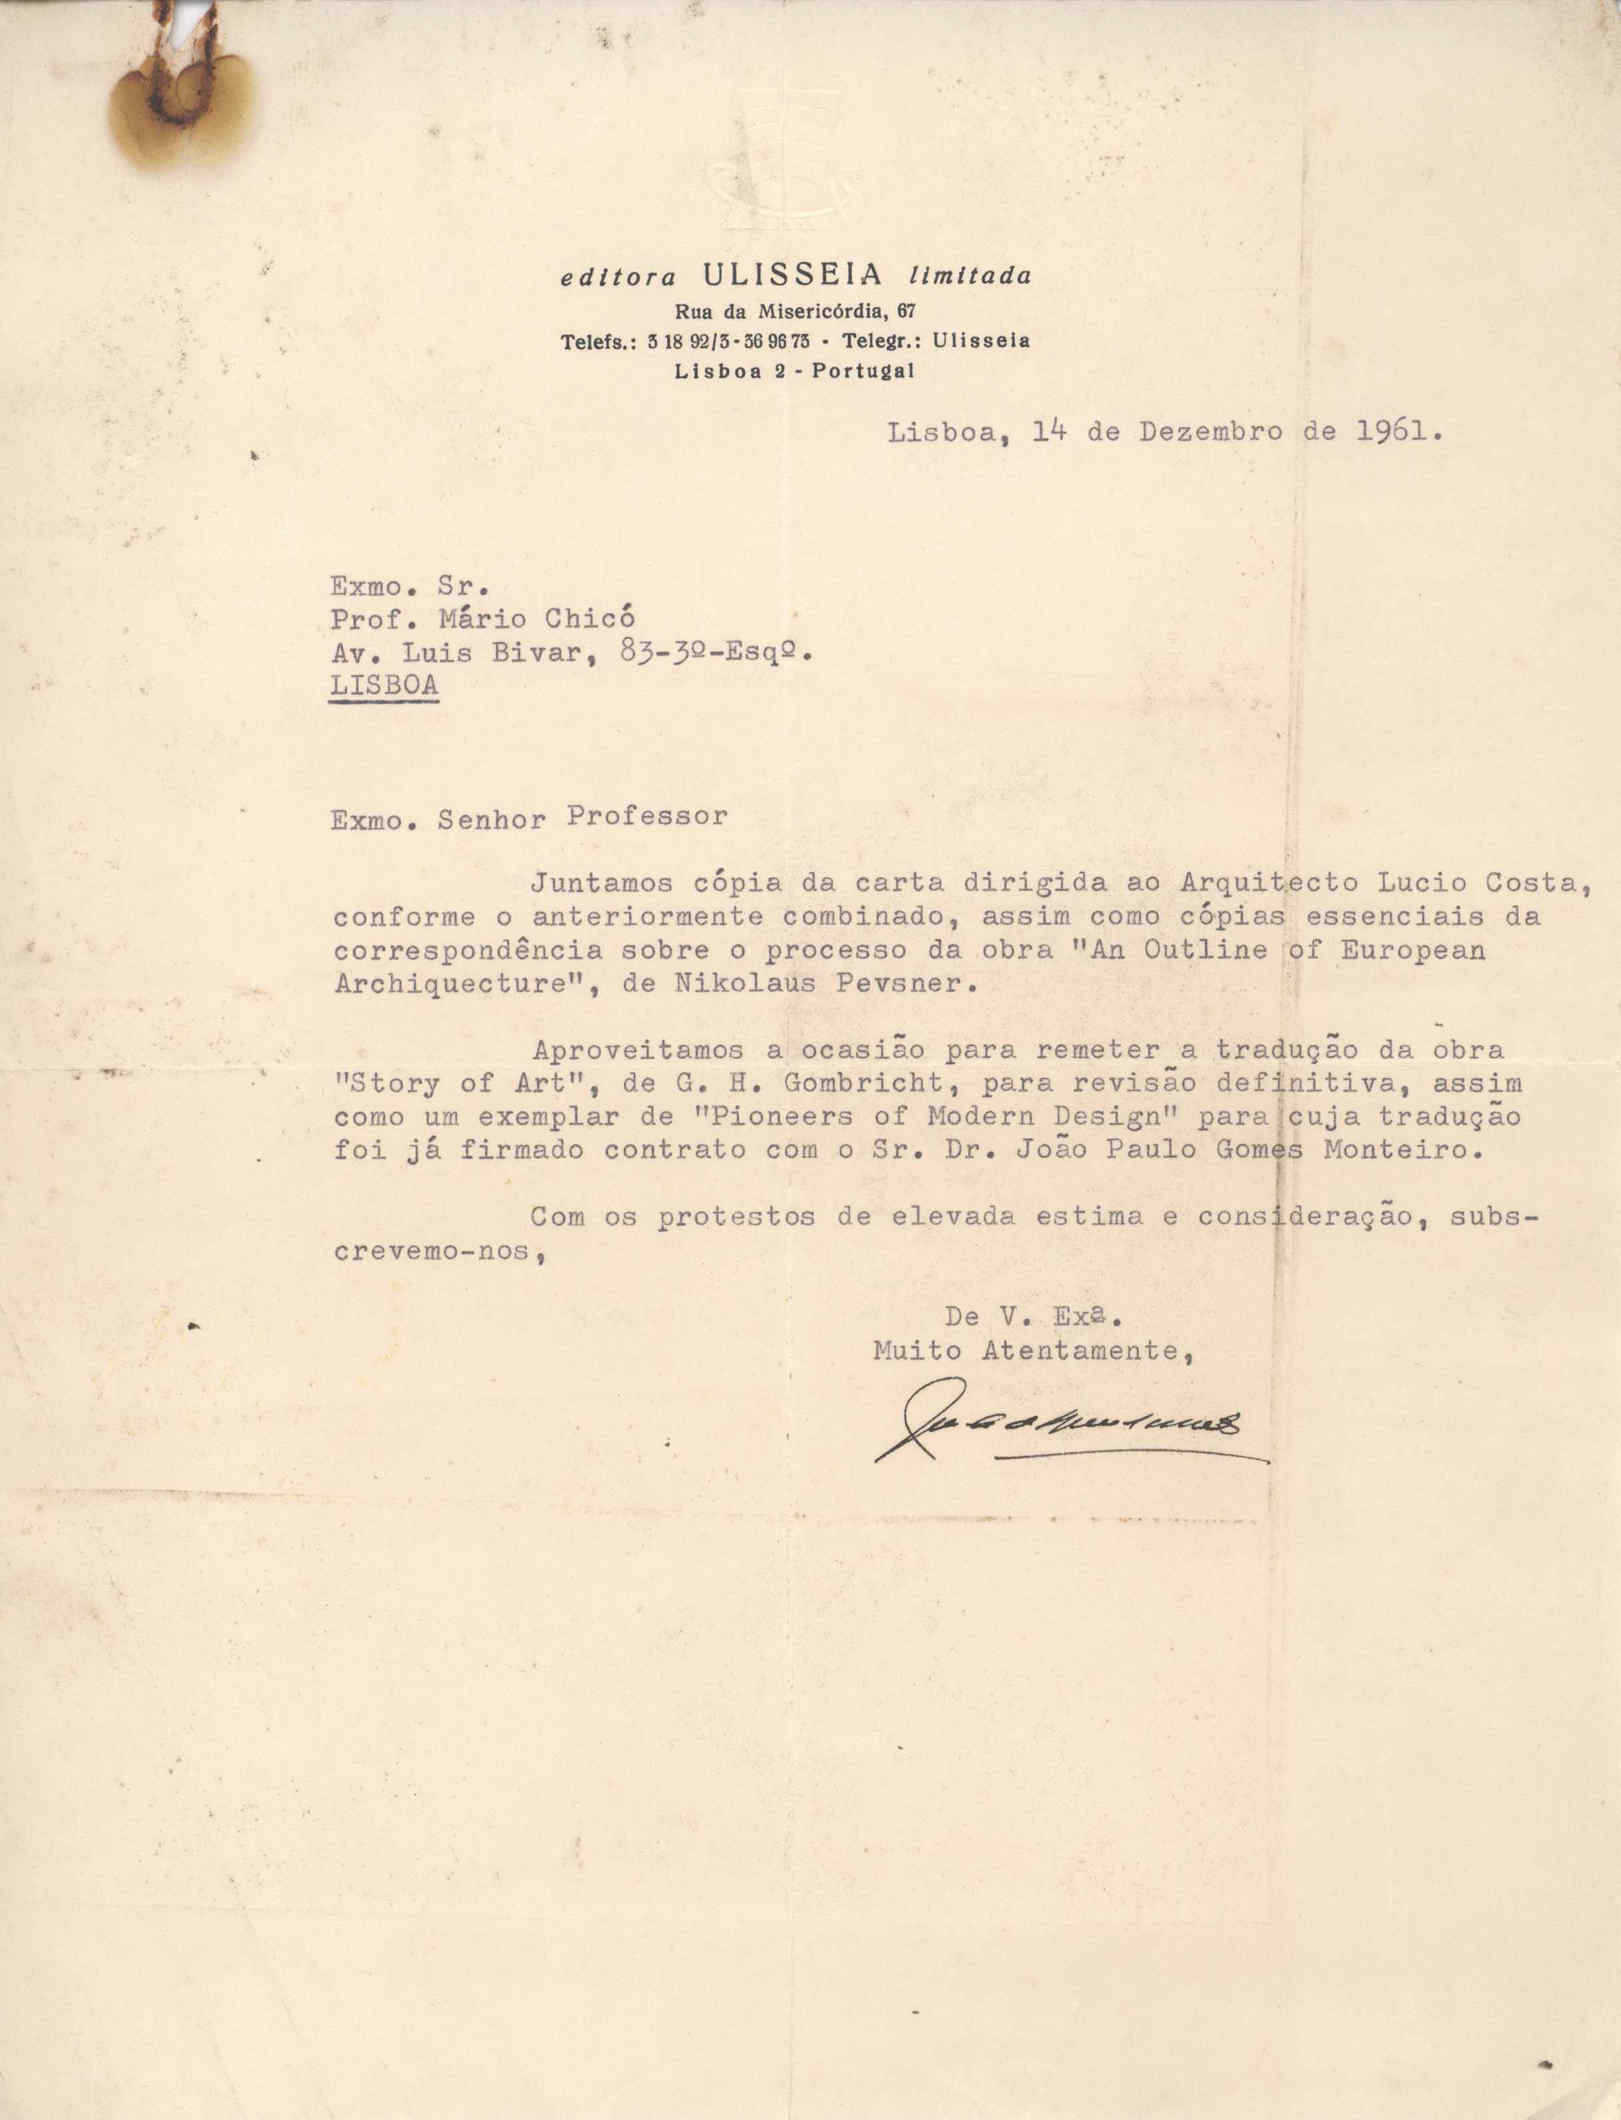 editora ULISSEIA limitada
Rua da Misericórdia, 67
Telefs.: 3 18 92/3 - 36 96 73 • Telegr.: Ulisseia
Lisboa 2 - Portugal
Lisboa, 14 de Dezembro de 1961.
Exmo. Sr.
Prof. Mário Chicó
Av. Luis Bivar, 83-3º-Esqº.
LISBOA
Exmo. Senhor Professor
Juntamos cópia da carta dirigida ao Arquitecto Lucio Costa,
conforme o anteriormente combinado, assim como cópias essenciais da
correspondência sobre o processo da obra "An Outline of European
Archiquecture", de Nikolaus Pevsner.
Aproveitamos a ocasião para remeter a tradução da obra
"Story of Art", de G. H. Gombricht, para revisão definitiva, assim
como um exemplar de "Pioneers of Modern Design" para cuja tradução
foi já firmado contrato com o Sr. Dr. João Paulo Gomes Monteiro.
Com os protestos de elevada estima e consideração, subs-
crevemo-nos,
De V. Exª.
Muito Atentamente,